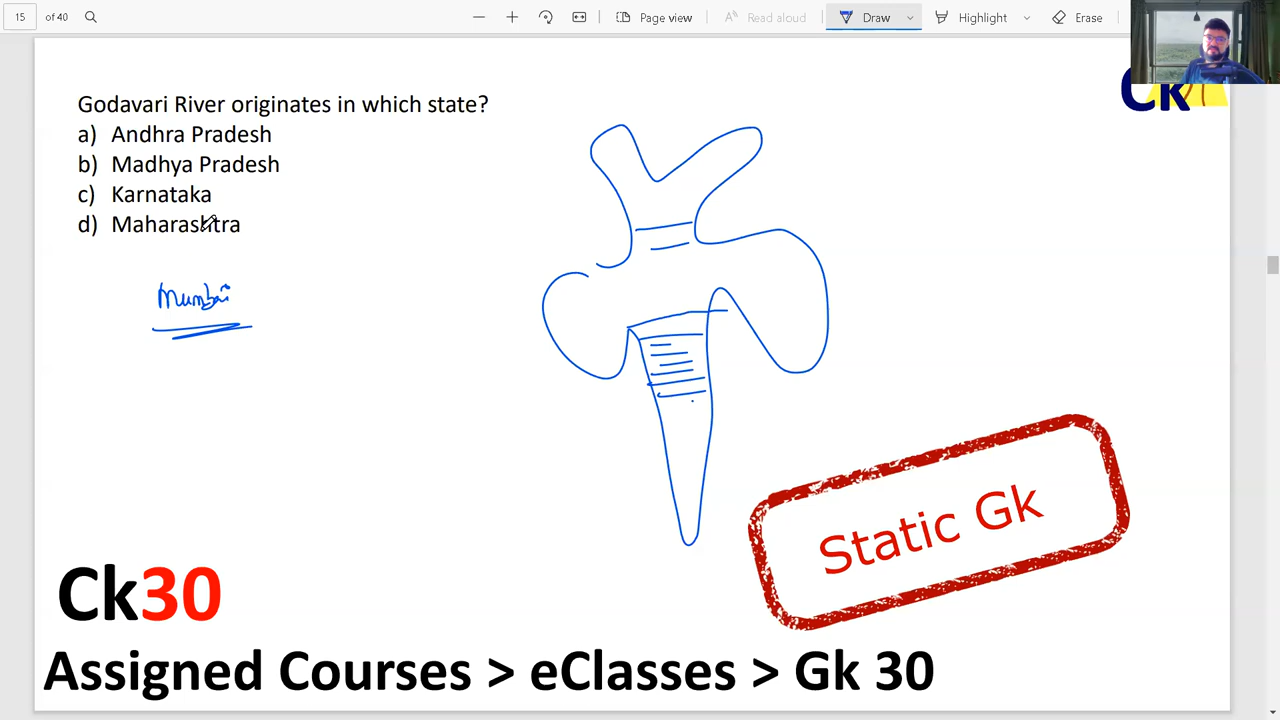 15 of 40
Page view
Read aloud
Draw
Highlight
Erase
Ck
Godavari River originates in which state?
a) Andhra Pradesh
b) Madhya Pradesh
c) Karnataka
d) Maharashtra
Mumbai
Static Gk
Ck30
Assigned Courses > eClasses > Gk 30